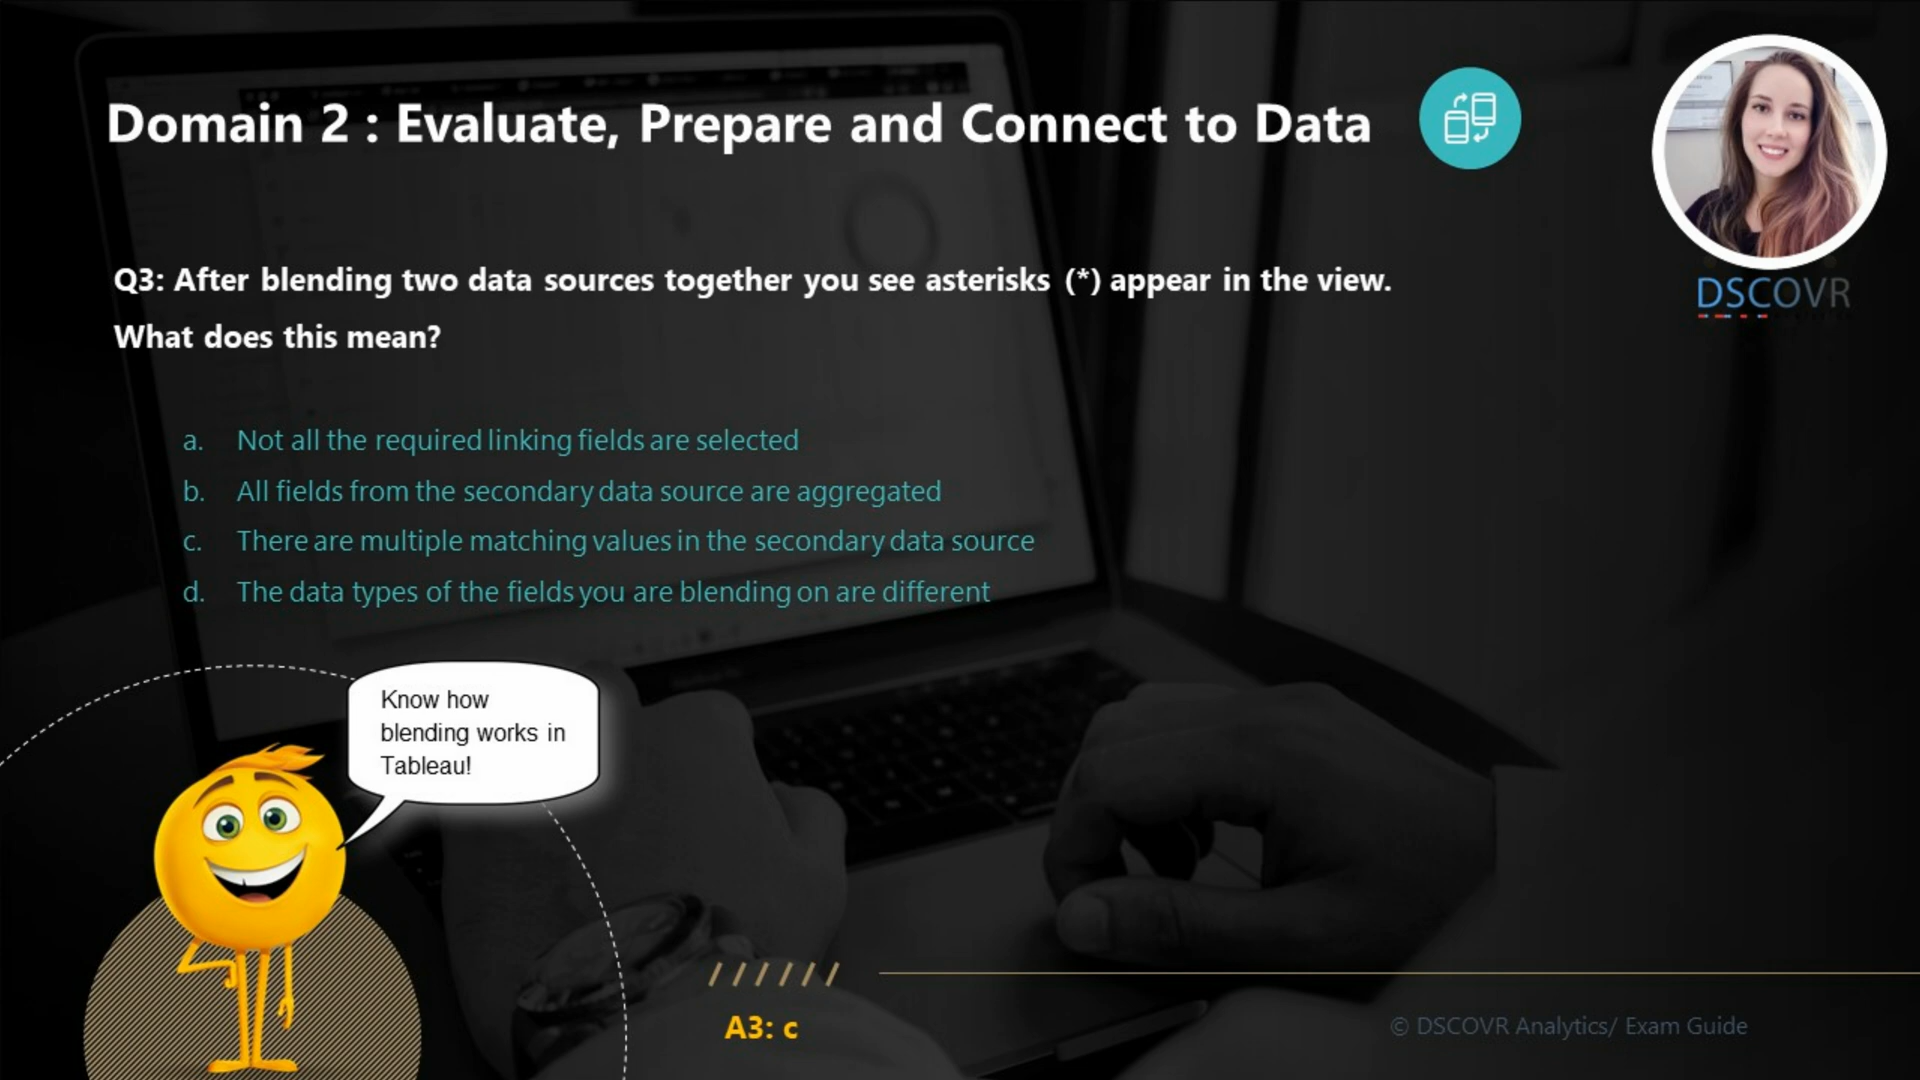 Domain 2 : Evaluate, Prepare and Connect to Data
DSCOVR
Q3: After blending two data sources together you see asterisks (*) appear in the view.
What does this mean?
a. Not all the required linking fields are selected
b. All fields from the secondary data source are aggregated
c. There are multiple matching values in the secondary data source
d. The data types of the fields you are blending on are different
Know how
blending works in
Tableau!
A3: c
© DSCOVR Analytics/ Exam Guide